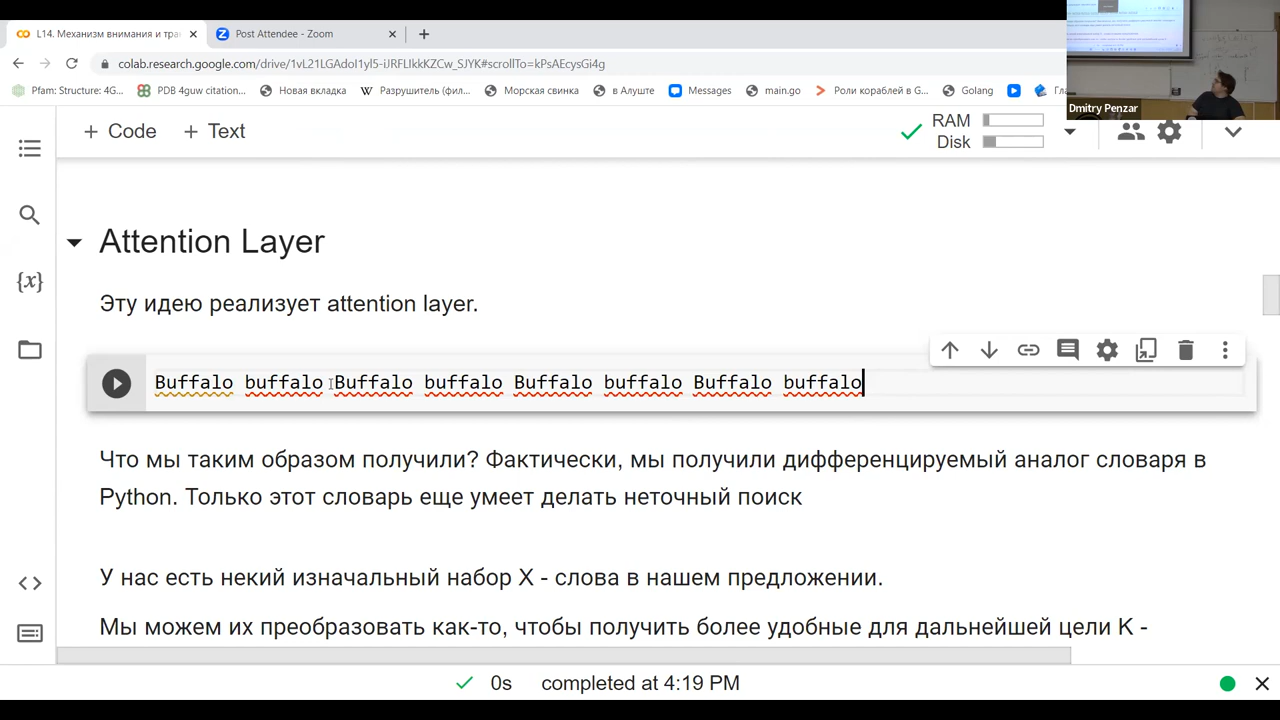 L14. Механизм внимания и тра
Post Attendee - Zoom
colab.research.google.com/drive/1vL21LGAdoI1yI5-iJRFLURXZCw_SVK#scrollTo=kPsAEcysGi4g
Pfam: Structure: 4G...
PDB 4guw citation...
Новая вкладка
Разрушитель (фил...
Морская свинка
в Алуште
Messages
main.go
Роли кораблей в G...
Golang
Dmitry Penzar
+ Code + Text
RAM
Disk
Attention Layer
Эту идею реализует attention layer.
Buffalo buffalo Buffalo buffalo Buffalo buffalo Buffalo buffalo
Что мы таким образом получили? Фактически, мы получили дифференцируемый аналог словаря в
Python. Только этот словарь еще умеет делать неточный поиск
У нас есть некий изначальный набор X - слова в нашем предложении.
Мы можем их преобразовать как-то, чтобы получить более удобные для дальнейшей цели K -
0s completed at 4:19 PM